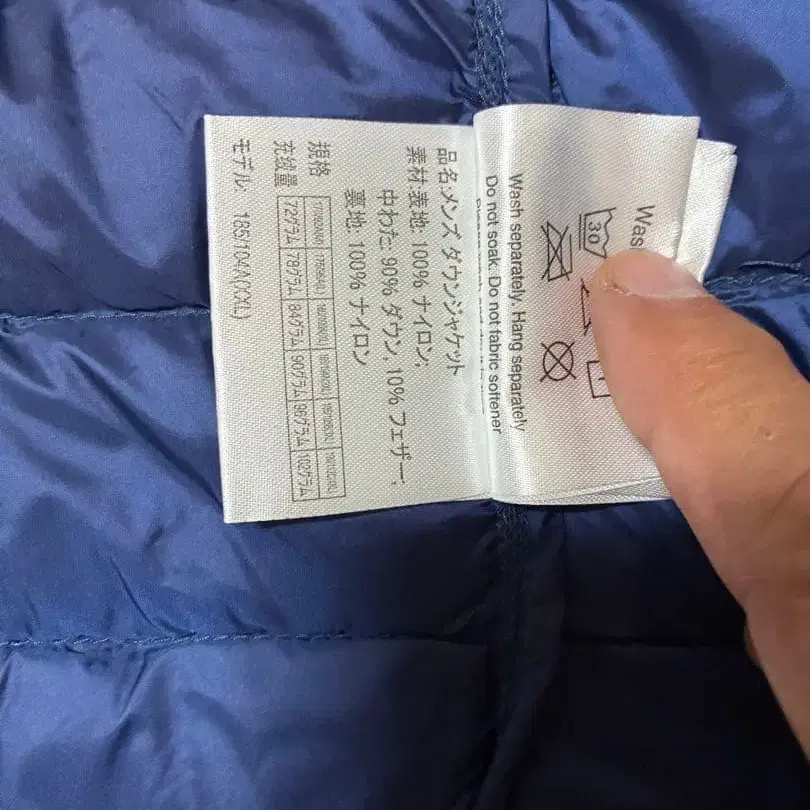 品名:メンズ ダウンジャケット
素材:表地: 100% ナイロン;
中わた: 90% ダウン, 10% フェザー;
裏地: 100% ナイロン
規格
充绒量 72グラム 78グラム 84グラム 90グラム 96グラム 102グラム
モデル: 185/104A(XXL)
Was
30
Wash separately. Hang separately
Do not soak. Do not fabric softener